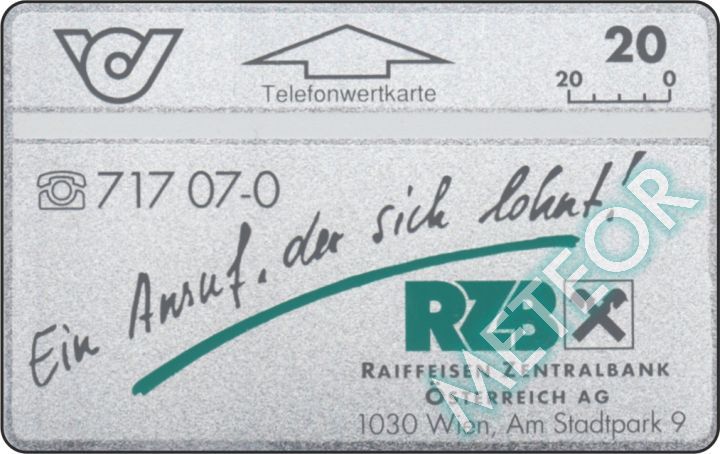 20
Telefonwertkarte
20 0
☏ 717 07-0
Ein Anruf, der sich lohnt!
RZB
RAIFFEISEN ZENTRALBANK
ÖSTERREICH AG
1030 Wien, Am Stadtpark 9
METEOR